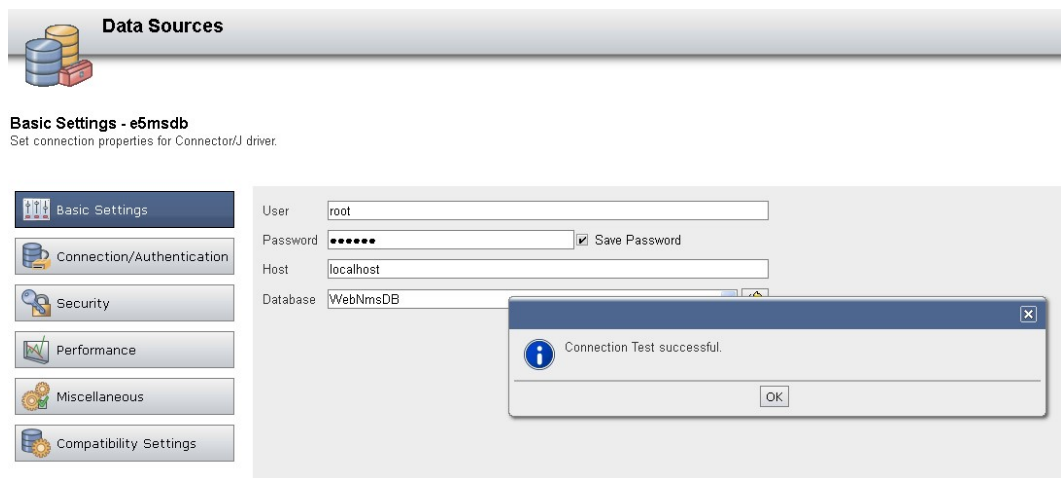 Data Sources
Basic Settings - e5msdb
Set connection properties for Connector/J driver.
Basic Settings
Connection/Authentication
Security
Performance
Miscellaneous
Compatibility Settings
User root
Password ●●●●●● Save Password
Host localhost
Database WebNmsDB
Connection Test successful.
OK